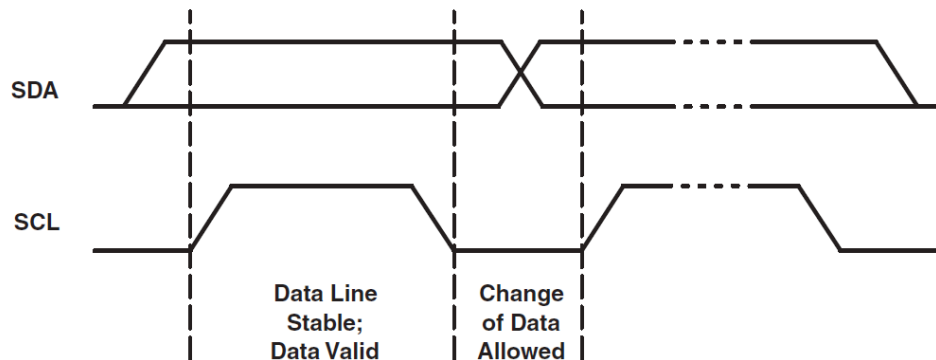 SDA
SCL
Data Line
Stable;
Data Valid
Change
of Data
Allowed